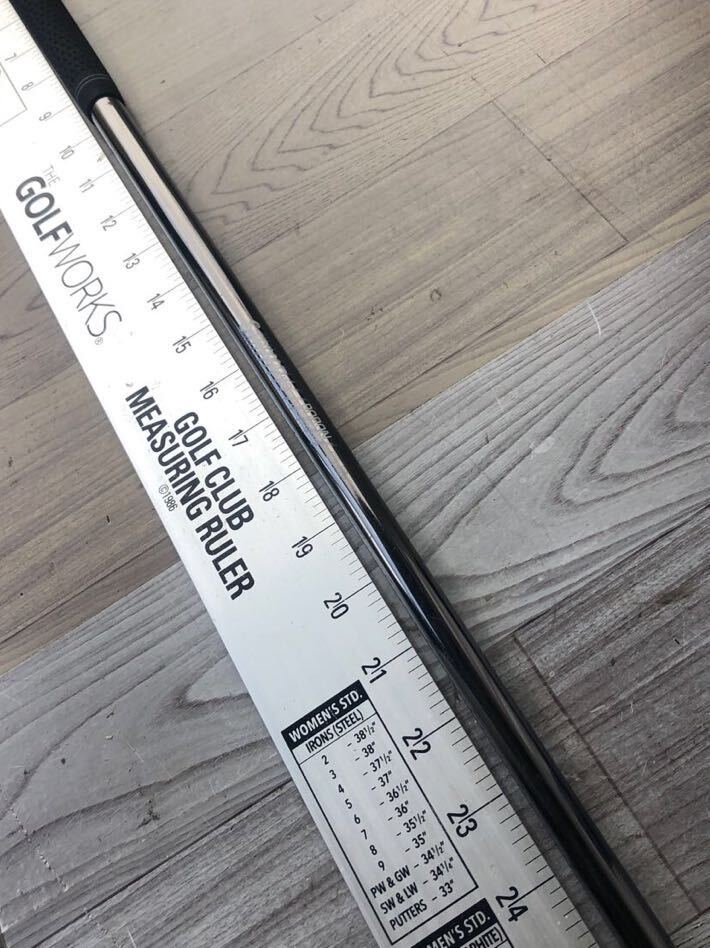 7
8
9
10
11
12
13
14
15
16
17
18
19
20
21
22
23
24
THE
GOLFWORKS®
GOLF CLUB
MEASURING RULER
©1986
WOMEN'S STD.
IRONS (STEEL)
2 - 38½"
3 - 38"
4 - 37½"
5 - 37"
6 - 36½"
7 - 36"
8 - 35½"
9 - 35"
PW & GW - 34½"
SW & LW - 34¼"
PUTTERS - 33"